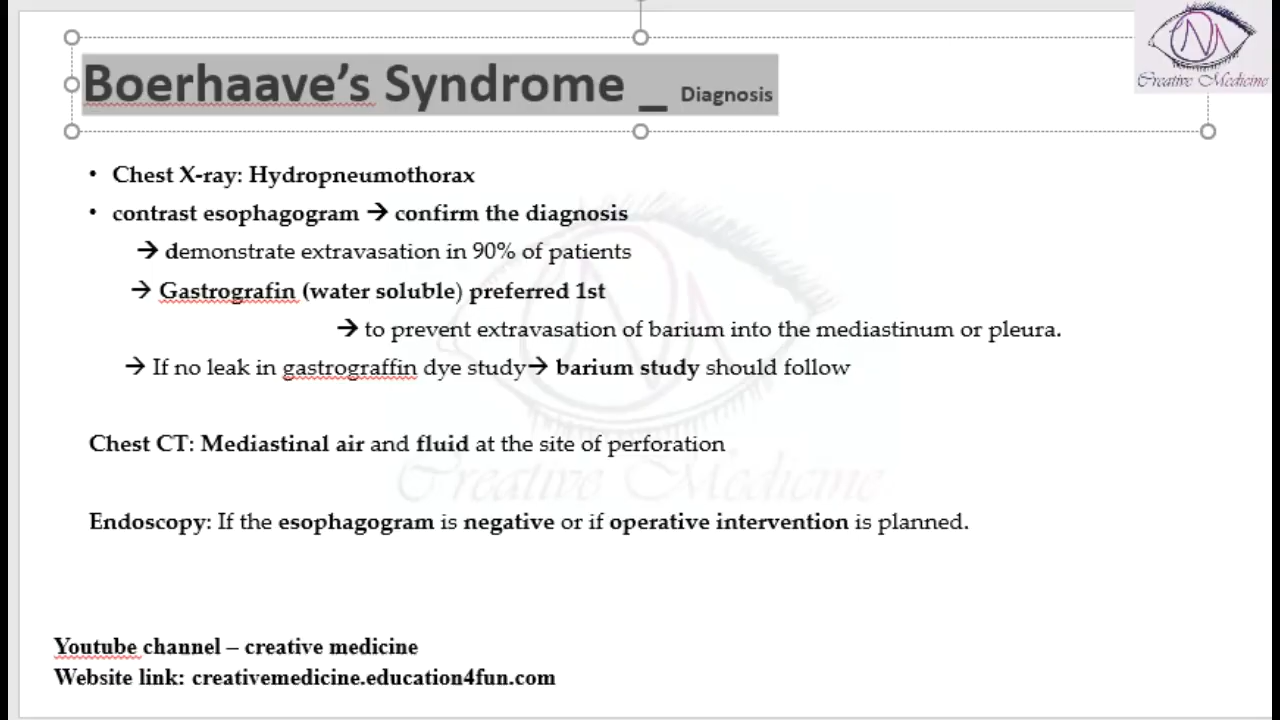 Boerhaave's Syndrome _ Diagnosis
Creative Medicine
• Chest X-ray: Hydropneumothorax
• contrast esophagogram → confirm the diagnosis
→ demonstrate extravasation in 90% of patients
→ Gastrografin (water soluble) preferred 1st
→ to prevent extravasation of barium into the mediastinum or pleura.
→ If no leak in gastrograffin dye study→ barium study should follow
Chest CT: Mediastinal air and fluid at the site of perforation
Creative Medicine
Endoscopy: If the esophagogram is negative or if operative intervention is planned.
Youtube channel – creative medicine
Website link: creativemedicine.education4fun.com